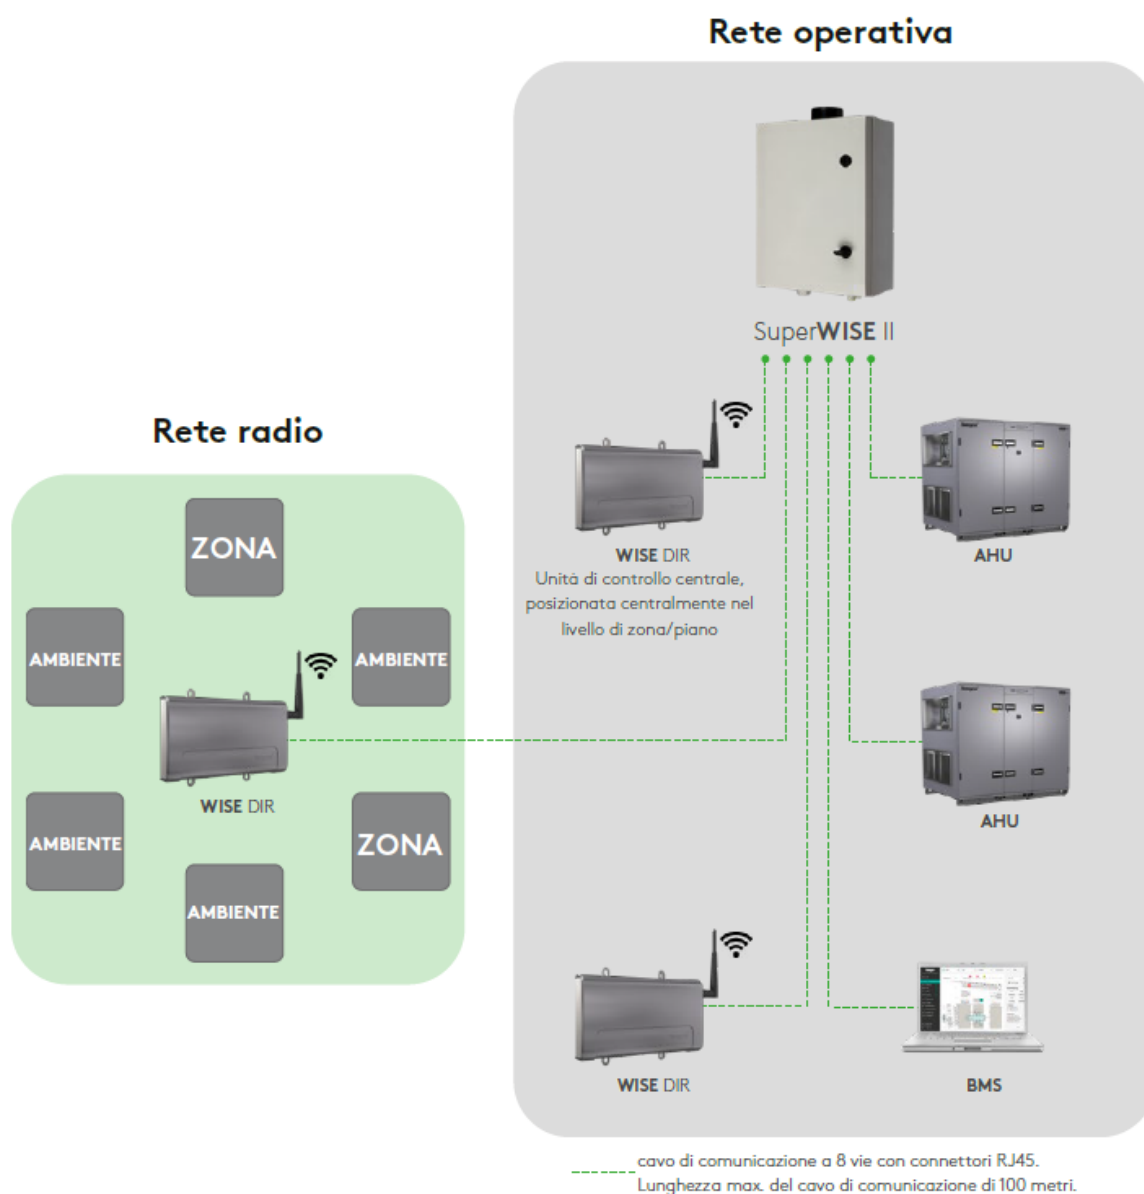 Rete operativa
SuperWISE II
Rete radio
ZONA
AMBIENTE
AMBIENTE
WISE DIR
AMBIENTE
ZONA
AMBIENTE
WISE DIR
Unità di controllo centrale,
posizionata centralmente nel
livello di zona/piano
AHU
AHU
WISE DIR
BMS
cavo di comunicazione a 8 vie con connettori RJ45.
Lunghezza max. del cavo di comunicazione di 100 metri.